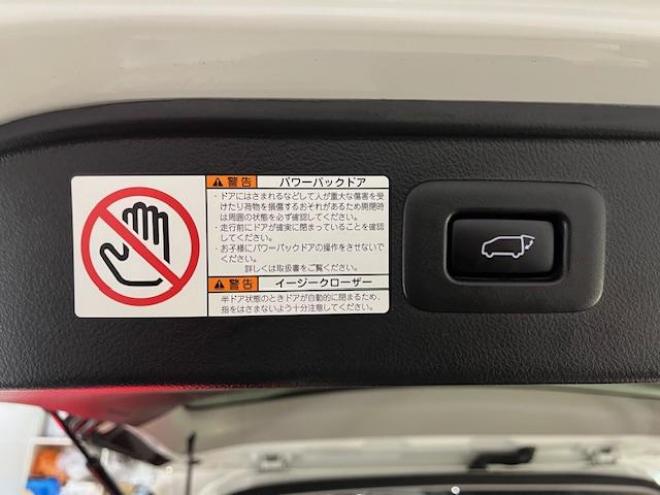 警告 パワーバックドア
・ドアにはさまれるなどして人が重大な傷害を受
けたり荷物を損傷するおそれがあるため開閉時
は周囲の状態を必ず確認してください。
・走行前にドアが確実に閉まっていることを確認
してください。
・お子様にパワーバックドアの操作をさせないで
ください。
詳しくは取扱書をご覧ください。
警告 イージークローザー
半ドア状態のときドアが自動的に閉まるため、
指をはさまないよう十分注意してください。